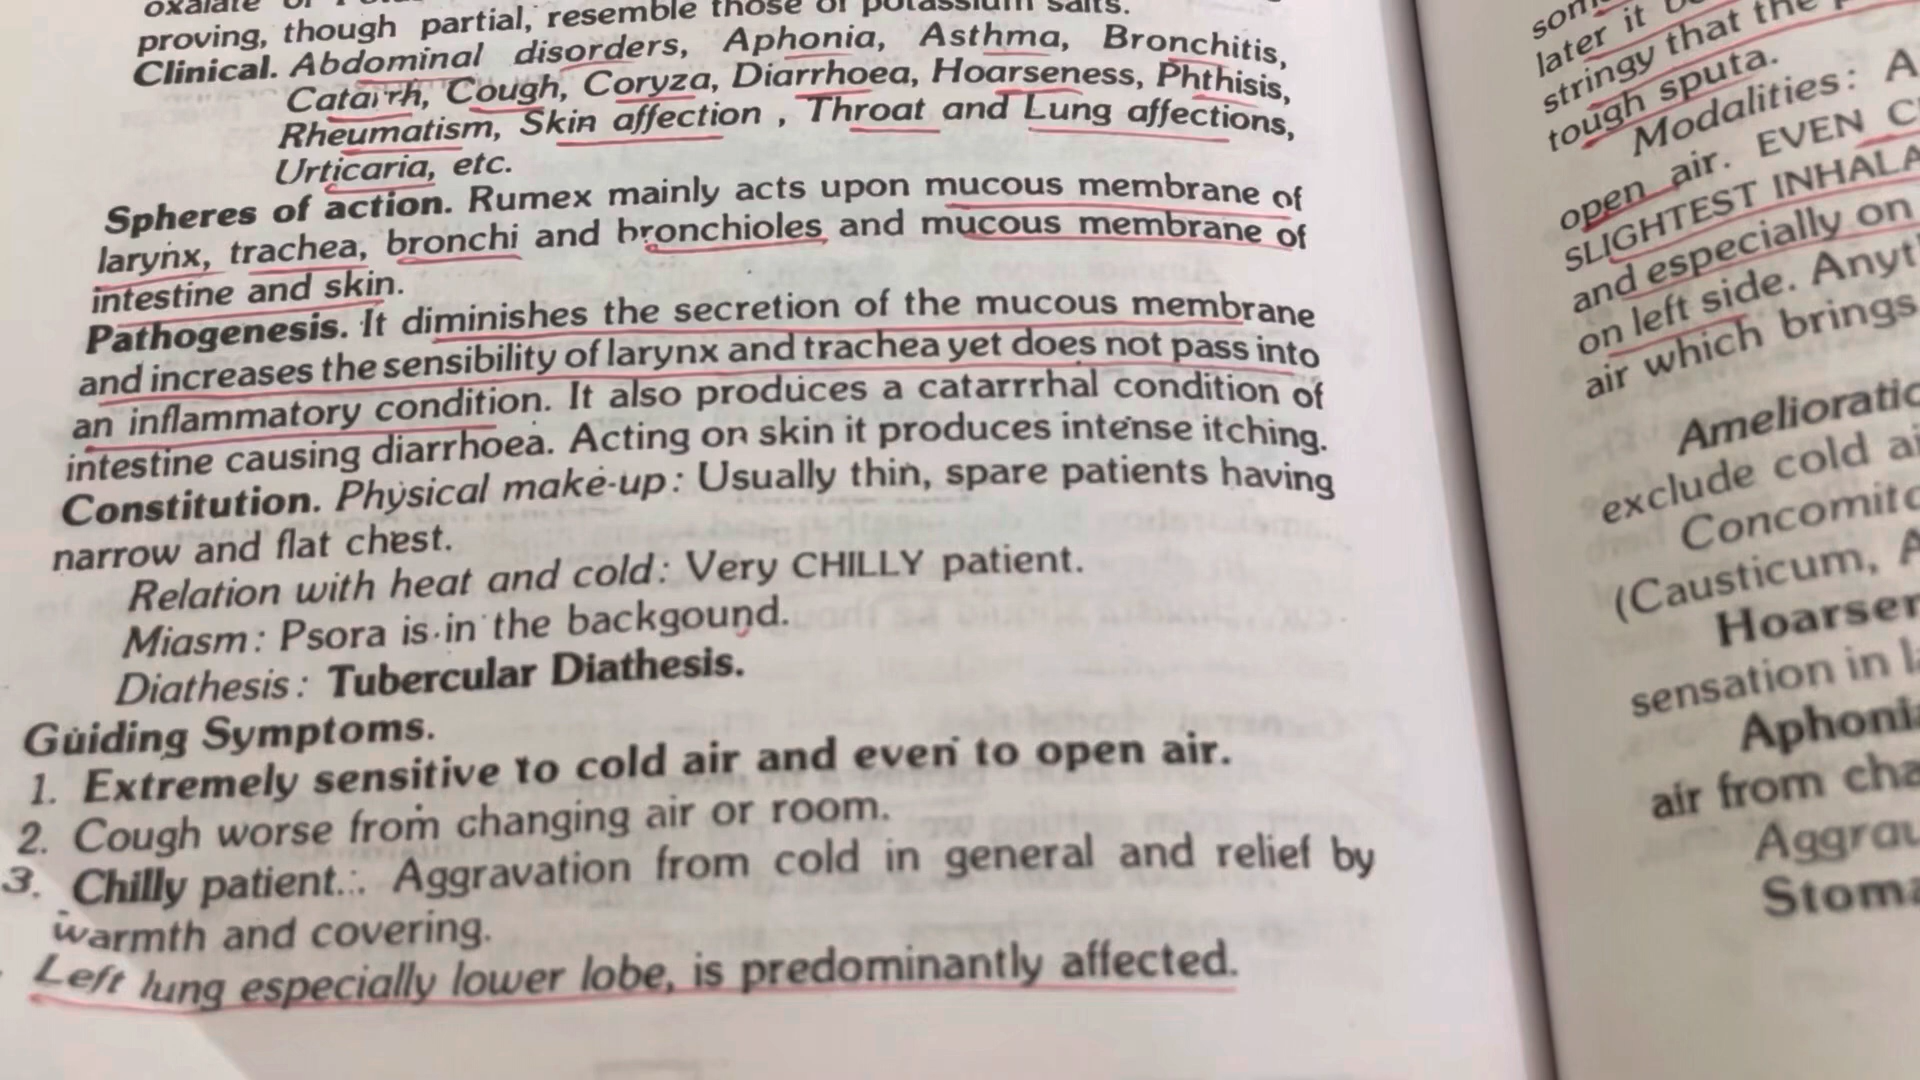 proving, though partial, resemble those of potassium salts.
Clinical. Abdominal disorders, Aphonia, Asthma, Bronchitis,
Catarrh, Cough, Coryza, Diarrhoea, Hoarseness, Phthisis,
Rheumatism, Skin affection , Throat and Lung affections,
Urticaria, etc.
Spheres of action. Rumex mainly acts upon mucous membrane of
larynx, trachea, bronchi and bronchioles and mucous membrane of
intestine and skin.
Pathogenesis. It diminishes the secretion of the mucous membrane
and increases the sensibility of larynx and trachea yet does not pass into
an inflammatory condition. It also produces a catarrrhal condition of
intestine causing diarrhoea. Acting on skin it produces intense itching.
Constitution. Physical make-up: Usually thin, spare patients having
narrow and flat chest.
Relation with heat and cold: Very CHILLY patient.
Miasm: Psora is in the backgound.
Diathesis: Tubercular Diathesis.
Guiding Symptoms.
1. Extremely sensitive to cold air and even to open air.
2. Cough worse from changing air or room.
3. Chilly patient.:. Aggravation from cold in general and relief by
warmth and covering.
Left lung especially lower lobe, is predominantly affected.
later it
stringy that the
tough sputa.
Modalities: A
open air. EVEN
SLIGHTEST INHALA
and especially on
on left side. Anyt
air which brings
Amelioratio
exclude cold ai
Concomita
(Causticum, A
Hoarsen
sensation in l
Aphonia
air from cha
Aggrav
Stoma